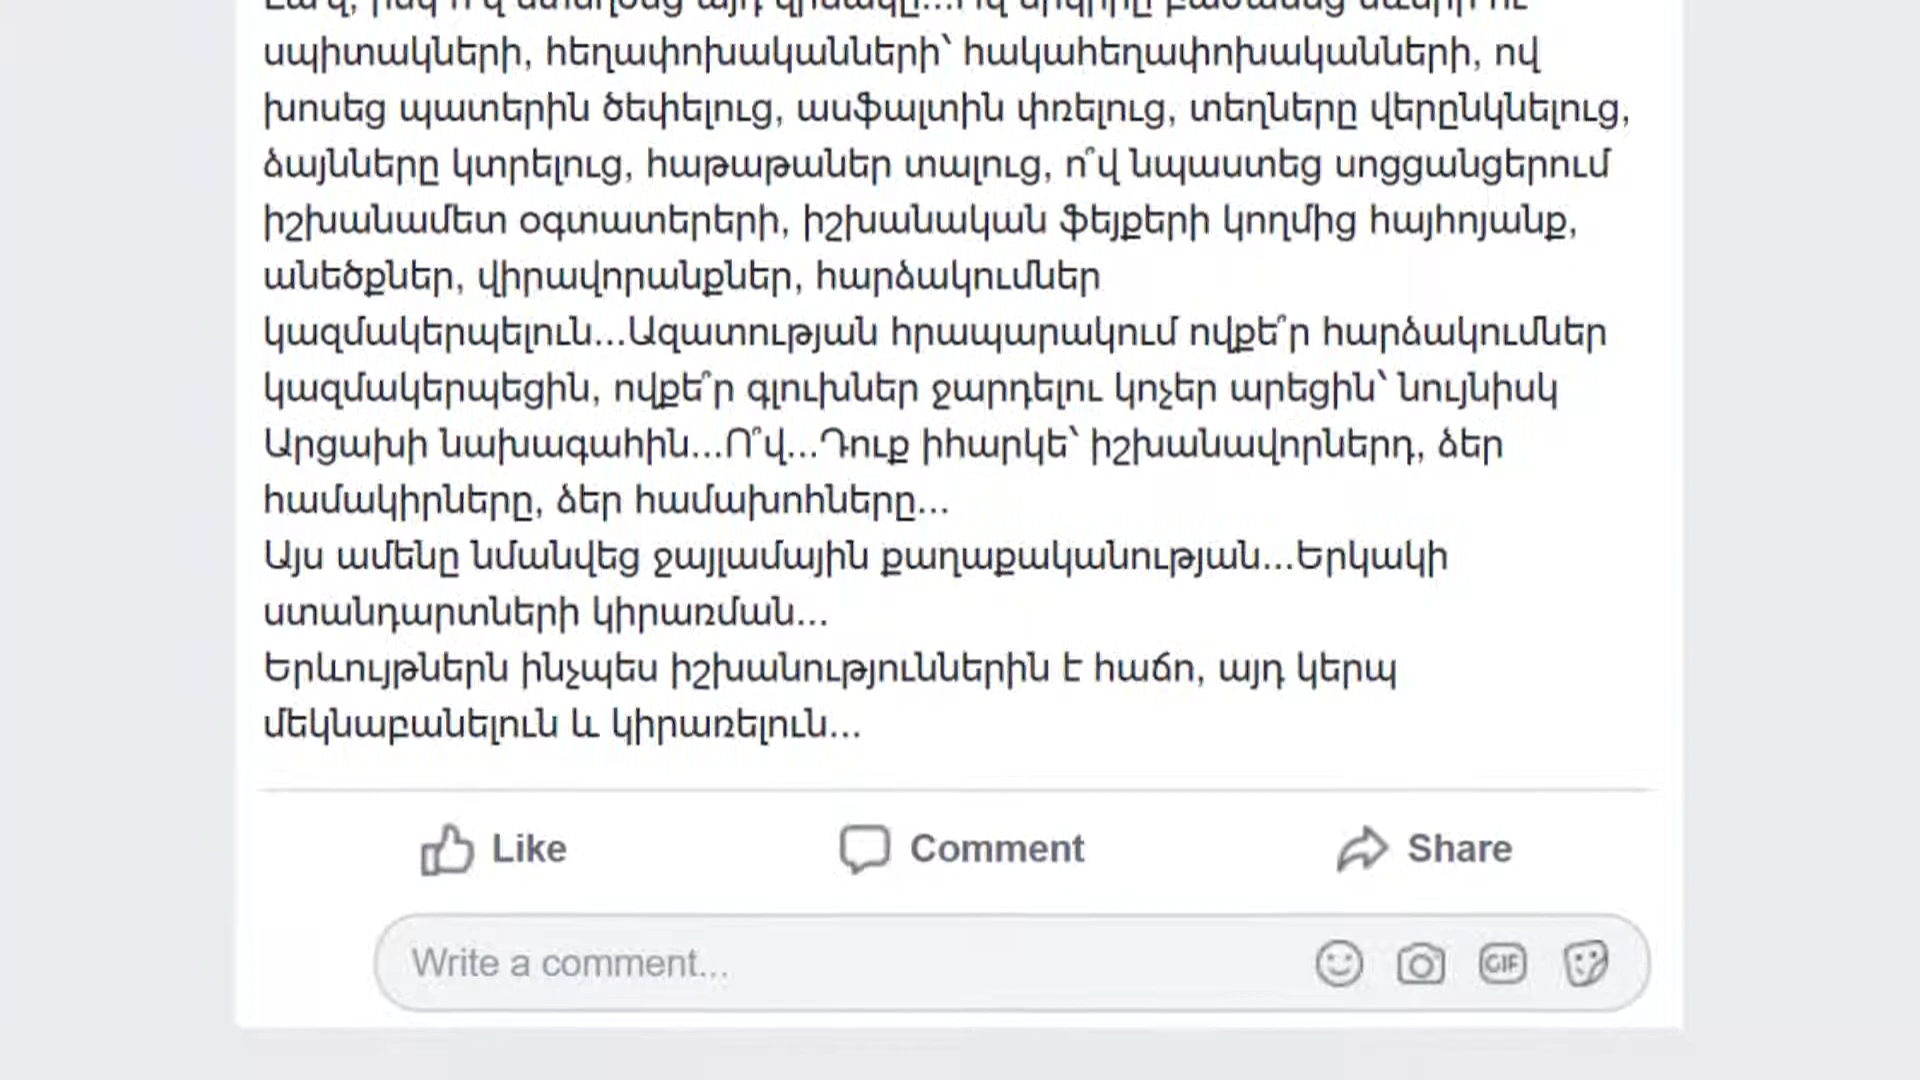 սպիտակների, հեղափոխականների՝ հակահեղափոխականների, ով
խոսեց պատերին ծեփելուց, ասֆալտին փռելուց, տեղները վերընկնելուց,
ձայնները կտրելուց, հաթաթաներ տալուց, ո՞վ նպաստեց սոցցանցերում
իշխանամետ օգտատերերի, իշխանական ֆեյքերի կողմից հայհոյանք,
անեծքներ, վիրավորանքներ, հարձակումներ
կազմակերպելուն...Ազատության հրապարակում ովքե՞ր հարձակումներ
կազմակերպեցին, ովքե՞ր գլուխներ ջարդելու կոչեր արեցին՝ նույնիսկ
Արցախի նախագահին...Ո՞վ...Դուք իհարկե՝ իշխանավորներդ, ձեր
համակիրները, ձեր համախոհները...
Այս ամենը նմանվեց ջայլամային քաղաքականության...Երկակի
ստանդարտների կիրառման...
Երևույթներն ինչպես իշխանություններին է հաճո, այդ կերպ
մեկնաբանելուն և կիրառելուն...
Like Comment Share
Write a comment... GIF